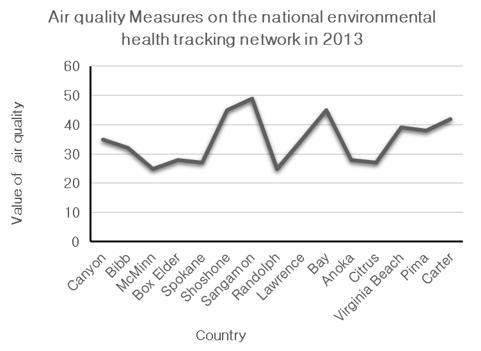 Air quality Measures on the national environmental
health tracking network in 2013
Value of air quality
60
50
40
30
20
10
0
Canyon
Bibb
McMinn
Box Elder
Spokane
Shoshone
Sangamon
Randolph
Lawrence
Bay
Anoka
Citrus
Virginia Beach
Pima
Carter
Country